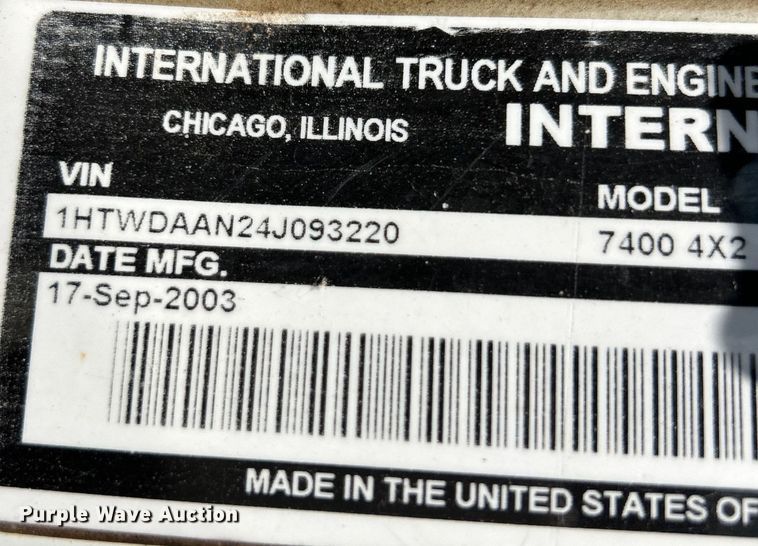 INTERNATIONAL TRUCK AND ENGINE
CHICAGO, ILLINOIS INTERN
VIN MODEL
1HTWDAAN24J093220 7400 4X2
DATE MFG.
17-Sep-2003
MADE IN THE UNITED STATES OF
Purple Wave Auction